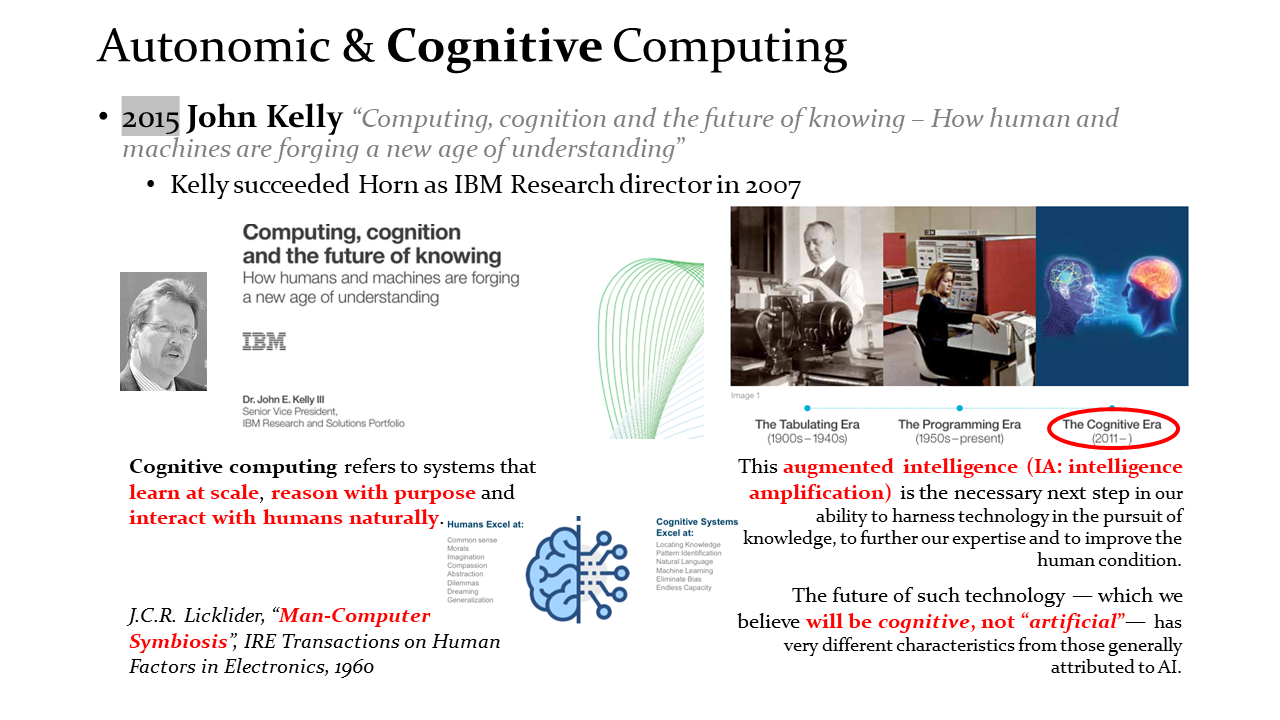 Autonomic & Cognitive Computing
• 2015 John Kelly “Computing, cognition and the future of knowing – How human and
machines are forging a new age of understanding”
• Kelly succeeded Horn as IBM Research director in 2007
Computing, cognition
and the future of knowing
How humans and machines are forging
a new age of understanding
IBM
Dr. John E. Kelly III
Senior Vice President,
IBM Research and Solutions Portfolio
Image 1
The Tabulating Era
(1900s – 1940s)
The Programming Era
(1950s – present)
The Cognitive Era
(2011 – )
Cognitive computing refers to systems that
learn at scale, reason with purpose and
interact with humans naturally.
Humans Excel at:
Common sense
Morals
Imagination
Compassion
Abstraction
Dilemmas
Dreaming
Generalization
Cognitive Systems
Excel at:
Locating Knowledge
Pattern Identification
Natural Language
Machine Learning
Eliminate Bias
Endless Capacity
J.C.R. Licklider, “Man-Computer
Symbiosis”, IRE Transactions on Human
Factors in Electronics, 1960
This augmented intelligence (IA: intelligence
amplification) is the necessary next step in our
ability to harness technology in the pursuit of
knowledge, to further our expertise and to improve the
human condition.
The future of such technology — which we
believe will be cognitive, not “artificial”— has
very different characteristics from those generally
attributed to AI.